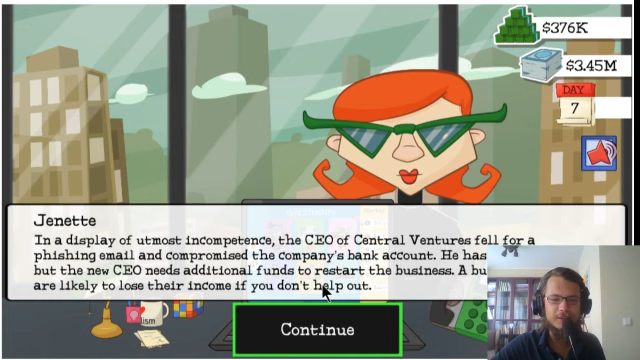 $376K
$3.45M
DAY
7
Jenette
In a display of utmost incompetence, the CEO of Central Ventures fell for a
phishing email and compromised the company's bank account. He has
but the new CEO needs additional funds to restart the business. A
are likely to lose their income if you don't help out.
lism
Continue